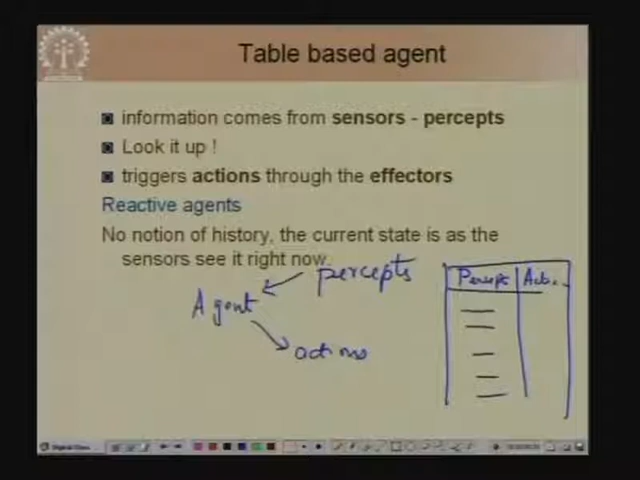 Table based agent
information comes from sensors - percepts
Look it up !
triggers actions through the effectors
Reactive agents
No notion of history, the current state is as the
sensors see it right now.
percepts
Agent
actions
Percept Act.